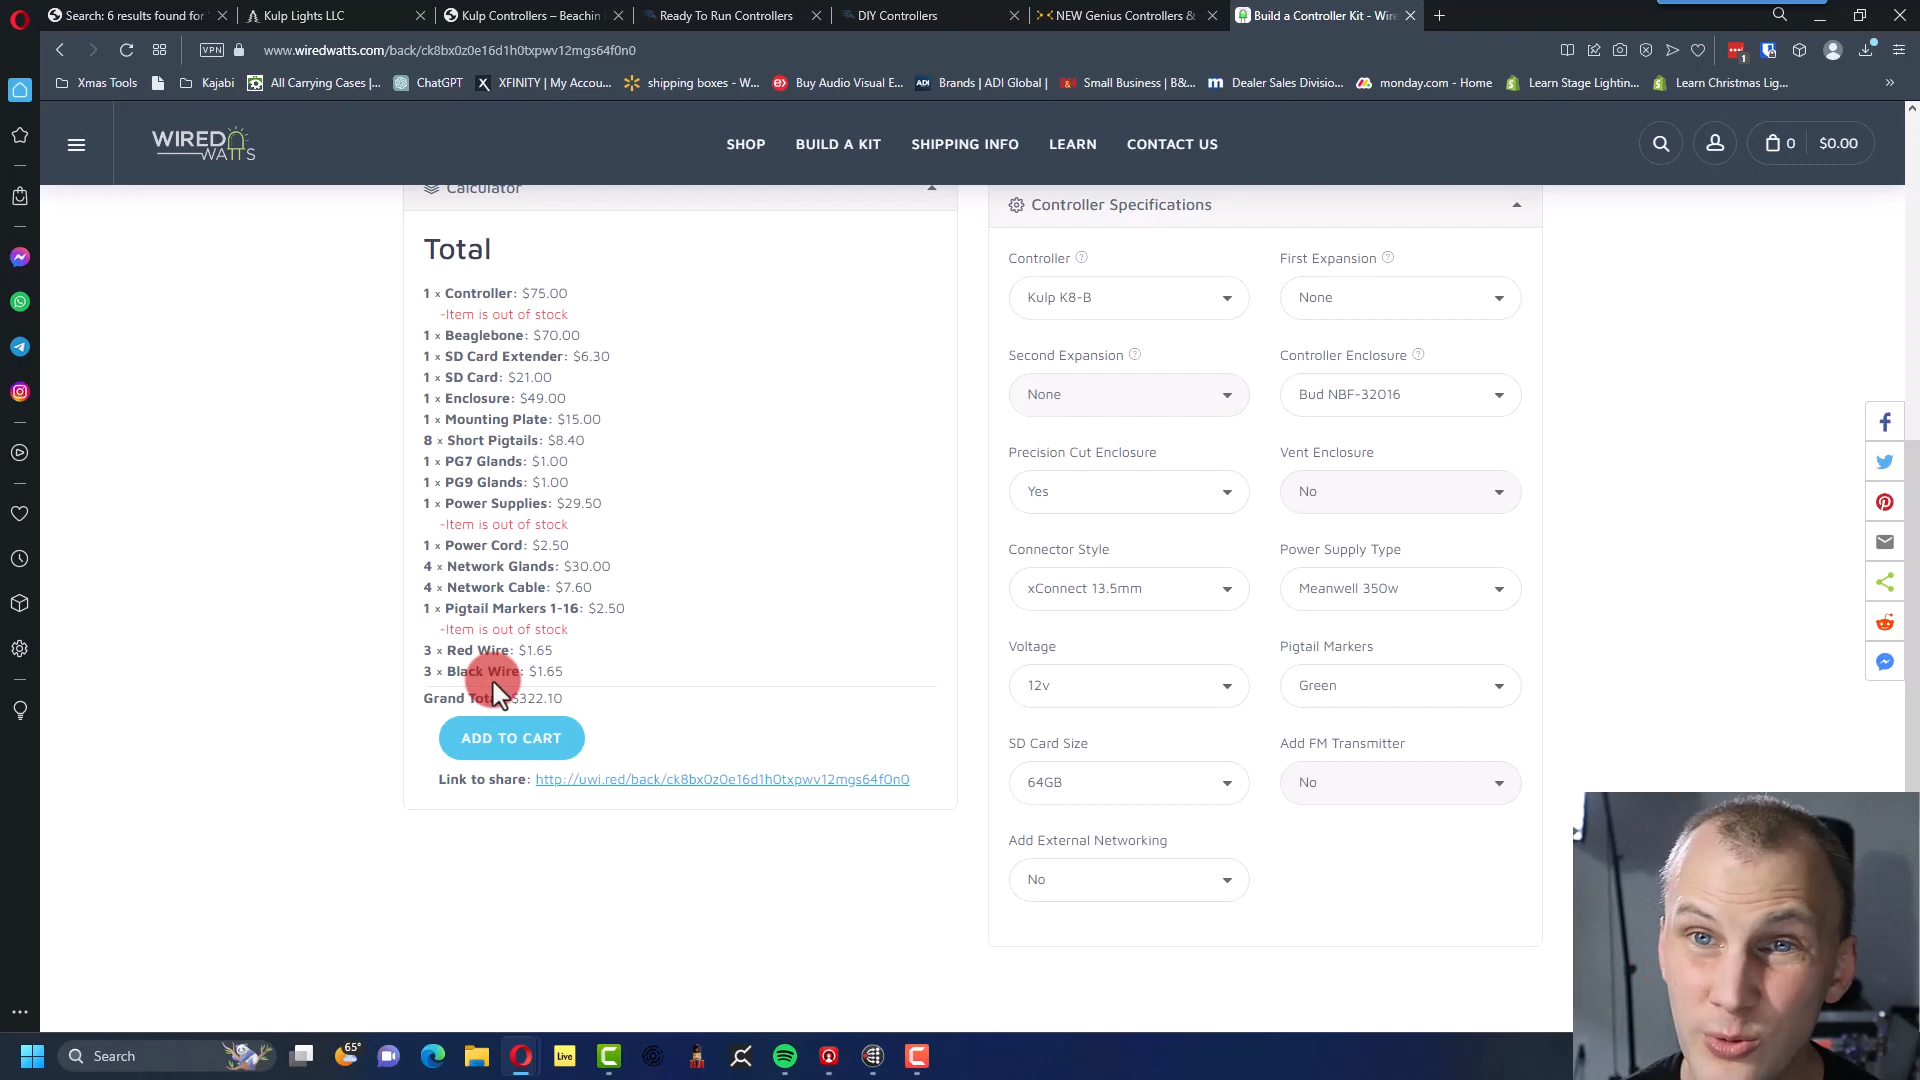 Search: 6 results found for
Kulp Lights LLC
Kulp Controllers – Beachin
Ready To Run Controllers
DIY Controllers
NEW Genius Controllers &
Build a Controller Kit - Wire
VPN
www.wiredwatts.com/back/ck8bx0z0e16d1h0txpwv12mgs64f0n0
Xmas Tools
Kajabi
All Carrying Cases |...
ChatGPT
XFINITY | My Accou...
shipping boxes - W...
Buy Audio Visual E...
ADI
Brands | ADI Global |
Small Business | B&...
Dealer Sales Divisio...
monday.com - Home
Learn Stage Lightin...
Learn Christmas Lig...
WIRED
WATTS
SHOP
BUILD A KIT
SHIPPING INFO
LEARN
CONTACT US
0
$0.00
Calculator
Total
1 × Controller: $75.00
-Item is out of stock
1 × Beaglebone: $70.00
1 × SD Card Extender: $6.30
1 × SD Card: $21.00
1 × Enclosure: $49.00
1 × Mounting Plate: $15.00
8 × Short Pigtails: $8.40
1 × PG7 Glands: $1.00
1 × PG9 Glands: $1.00
1 × Power Supplies: $29.50
-Item is out of stock
1 × Power Cord: $2.50
4 × Network Glands: $30.00
4 × Network Cable: $7.60
1 × Pigtail Markers 1-16: $2.50
-Item is out of stock
3 × Red Wire: $1.65
3 × Black Wire: $1.65
Grand Total $322.10
ADD TO CART
Link to share: http://uwi.red/back/ck8bx0z0e16d1h0txpwv12mgs64f0n0
Controller Specifications
Controller
First Expansion
Kulp K8-B
None
Second Expansion
Controller Enclosure
None
Bud NBF-32016
Precision Cut Enclosure
Vent Enclosure
Yes
No
Connector Style
Power Supply Type
xConnect 13.5mm
Meanwell 350w
Voltage
Pigtail Markers
12v
Green
SD Card Size
Add FM Transmitter
64GB
No
Add External Networking
No
Search
65°
Live